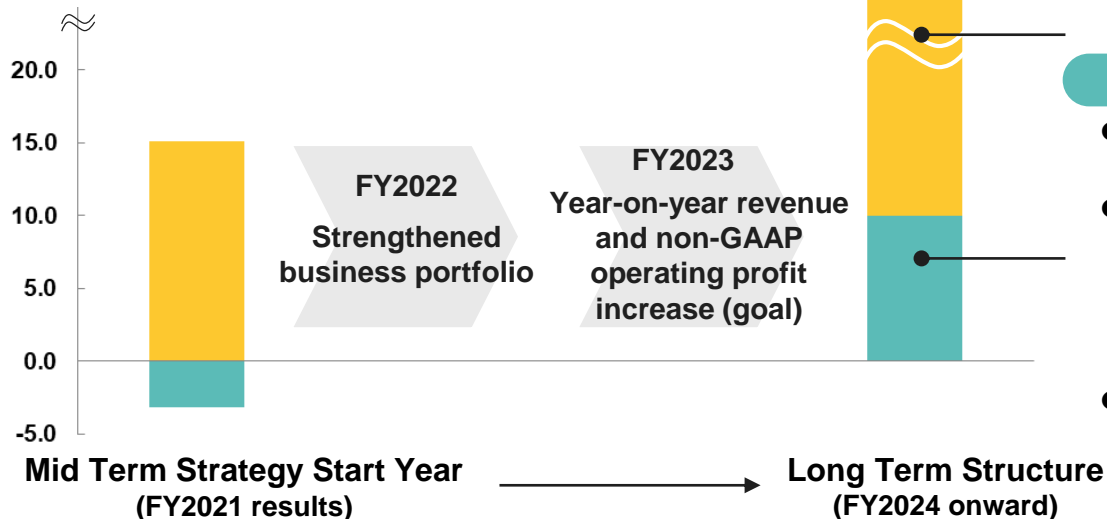 20.0
15.0
10.0
5.0
0.0
-5.0
FY2022
Strengthened
business portfolio
FY2023
Year-on-year revenue
and non-GAAP
operating profit
increase (goal)
Mid Term Strategy Start Year
(FY2021 results)
Long Term Structure
(FY2024 onward)